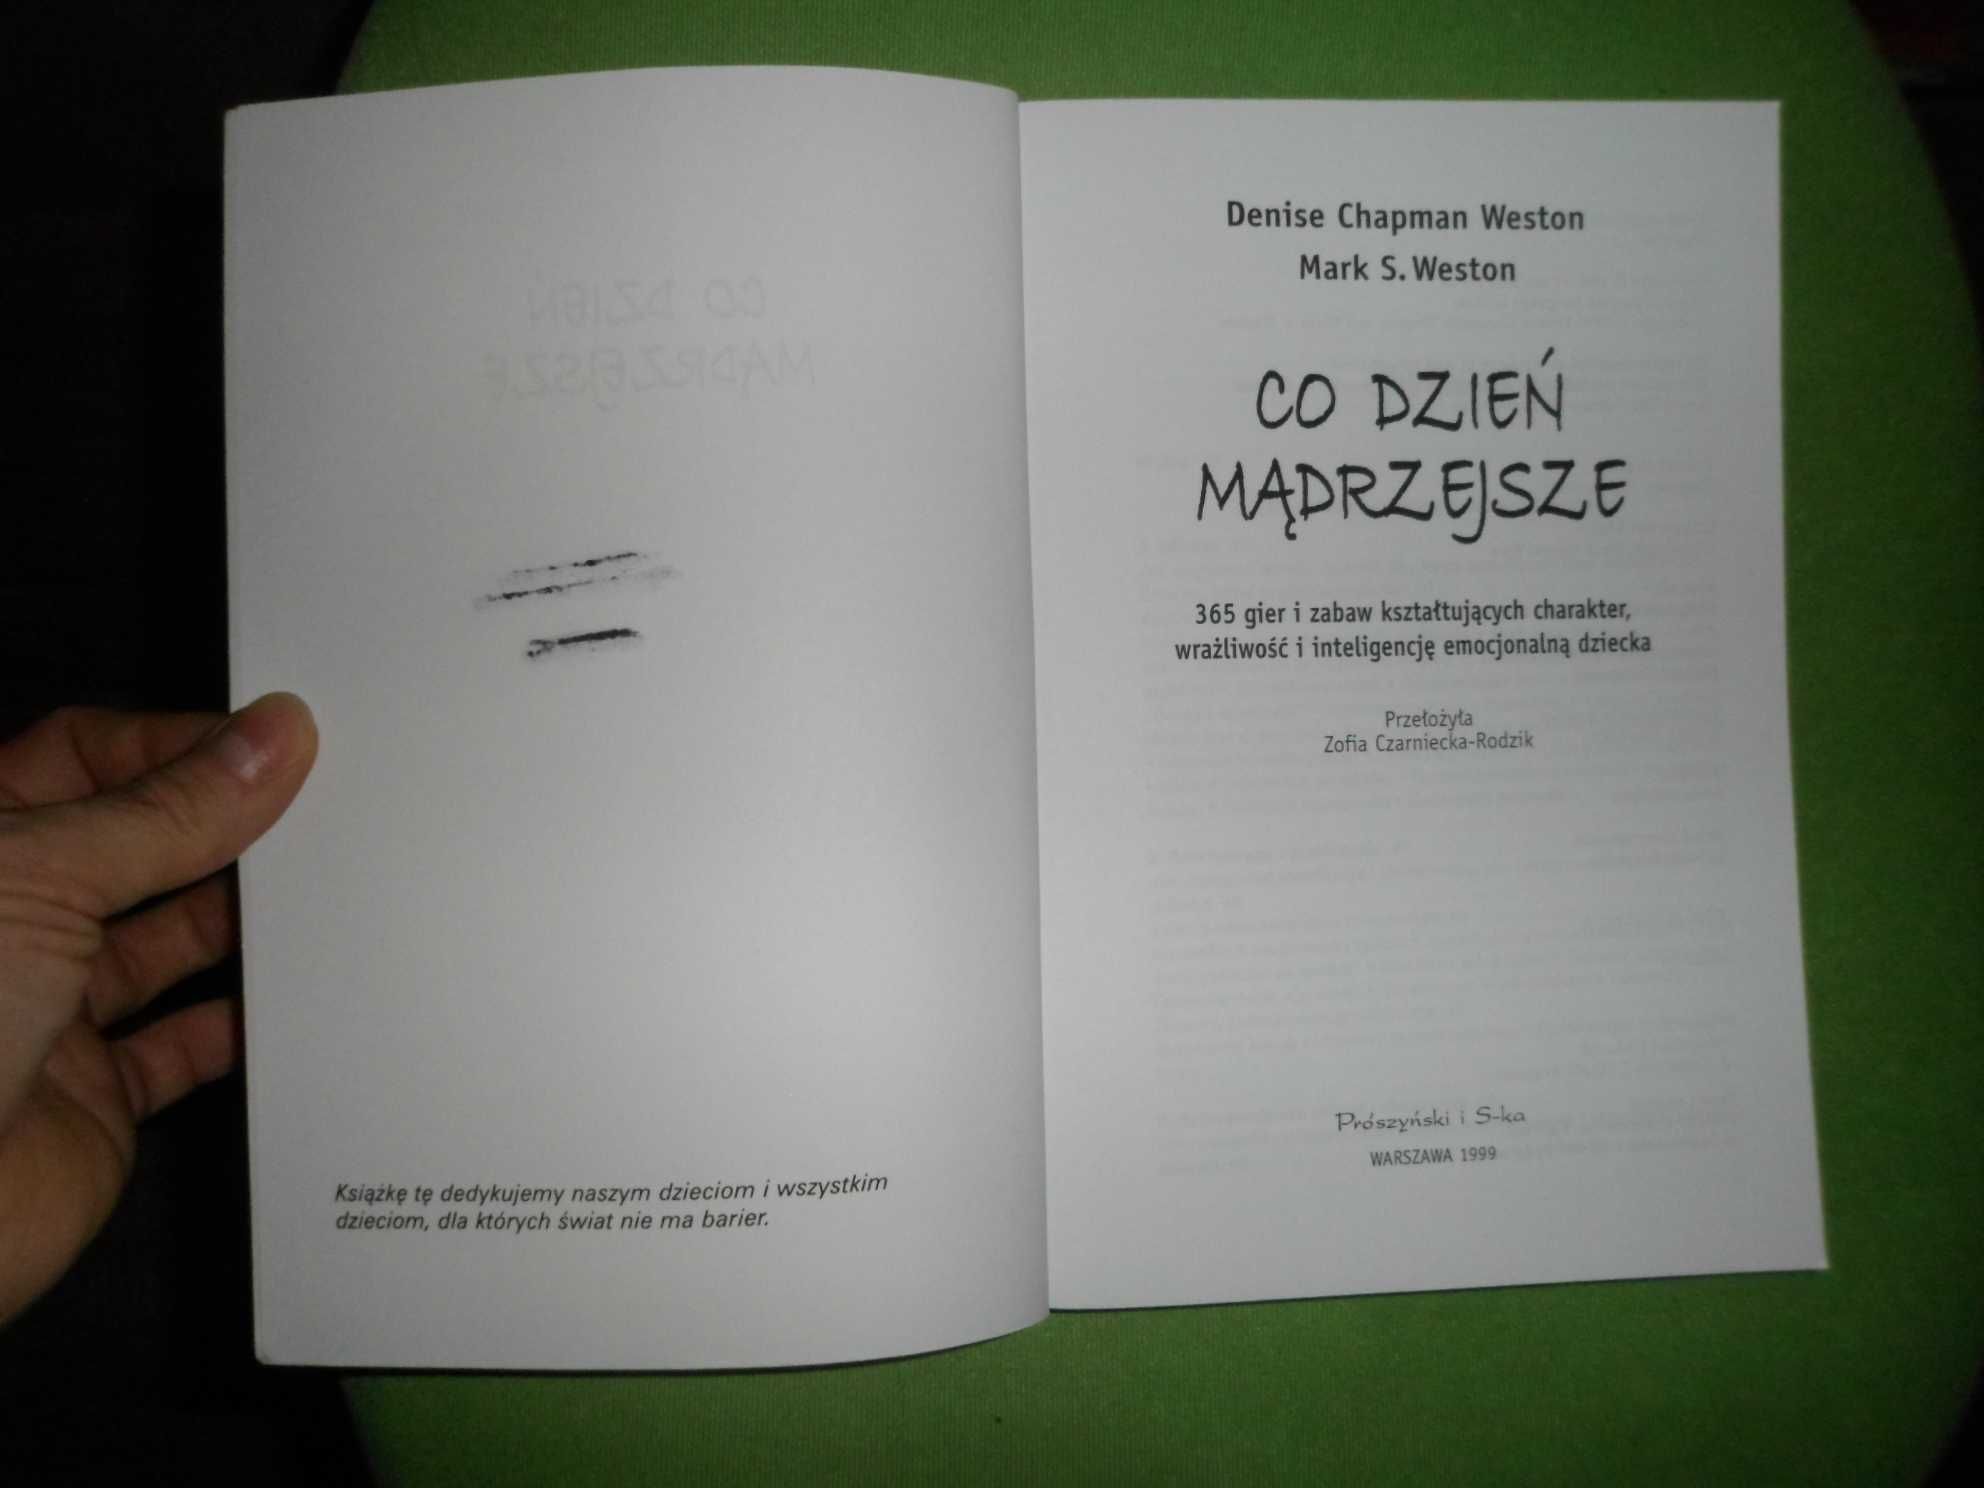 Książkę tę dedykujemy naszym dzieciom i wszystkim
dzieciom, dla których świat nie ma barier.
Denise Chapman Weston
Mark S. Weston
CO DZIEŃ
MĄDRZEJSZE
365 gier i zabaw kształtujących charakter,
wrażliwość i inteligencję emocjonalną dziecka
Przełożyła
Zofia Czarniecka-Rodzik
Prószyński i S-ka
WARSZAWA 1999